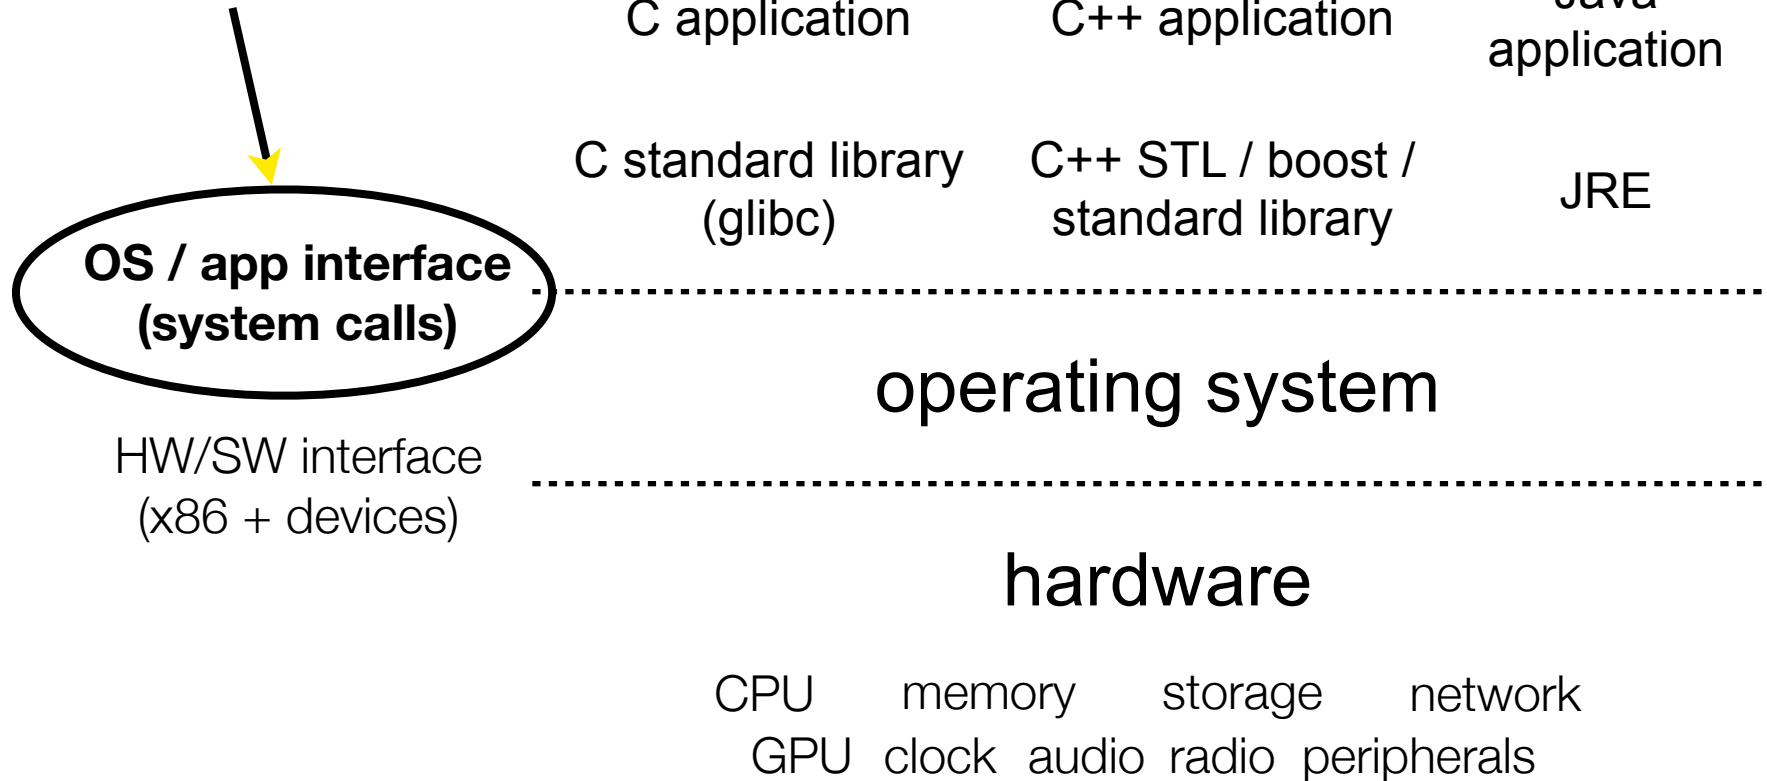 C application
C++ application
Java
application
C standard library
(glibc)
C++ STL / boost /
standard library
JRE
OS / app interface
(system calls)
operating system
HW/SW interface
(x86 + devices)
hardware
CPU memory storage network
GPU clock audio radio peripherals